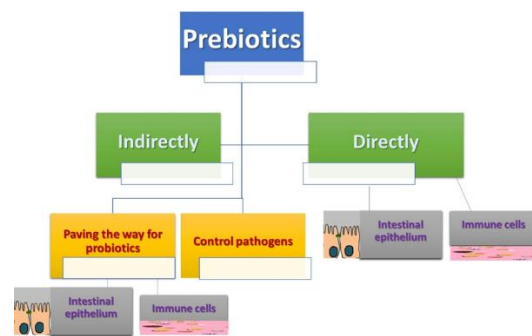 Prebiotics
Indirectly
Directly
Paving the way for
probiotics
Control pathogens
Intestinal
epithelium
Immune cells
Intestinal
epithelium
Immune cells